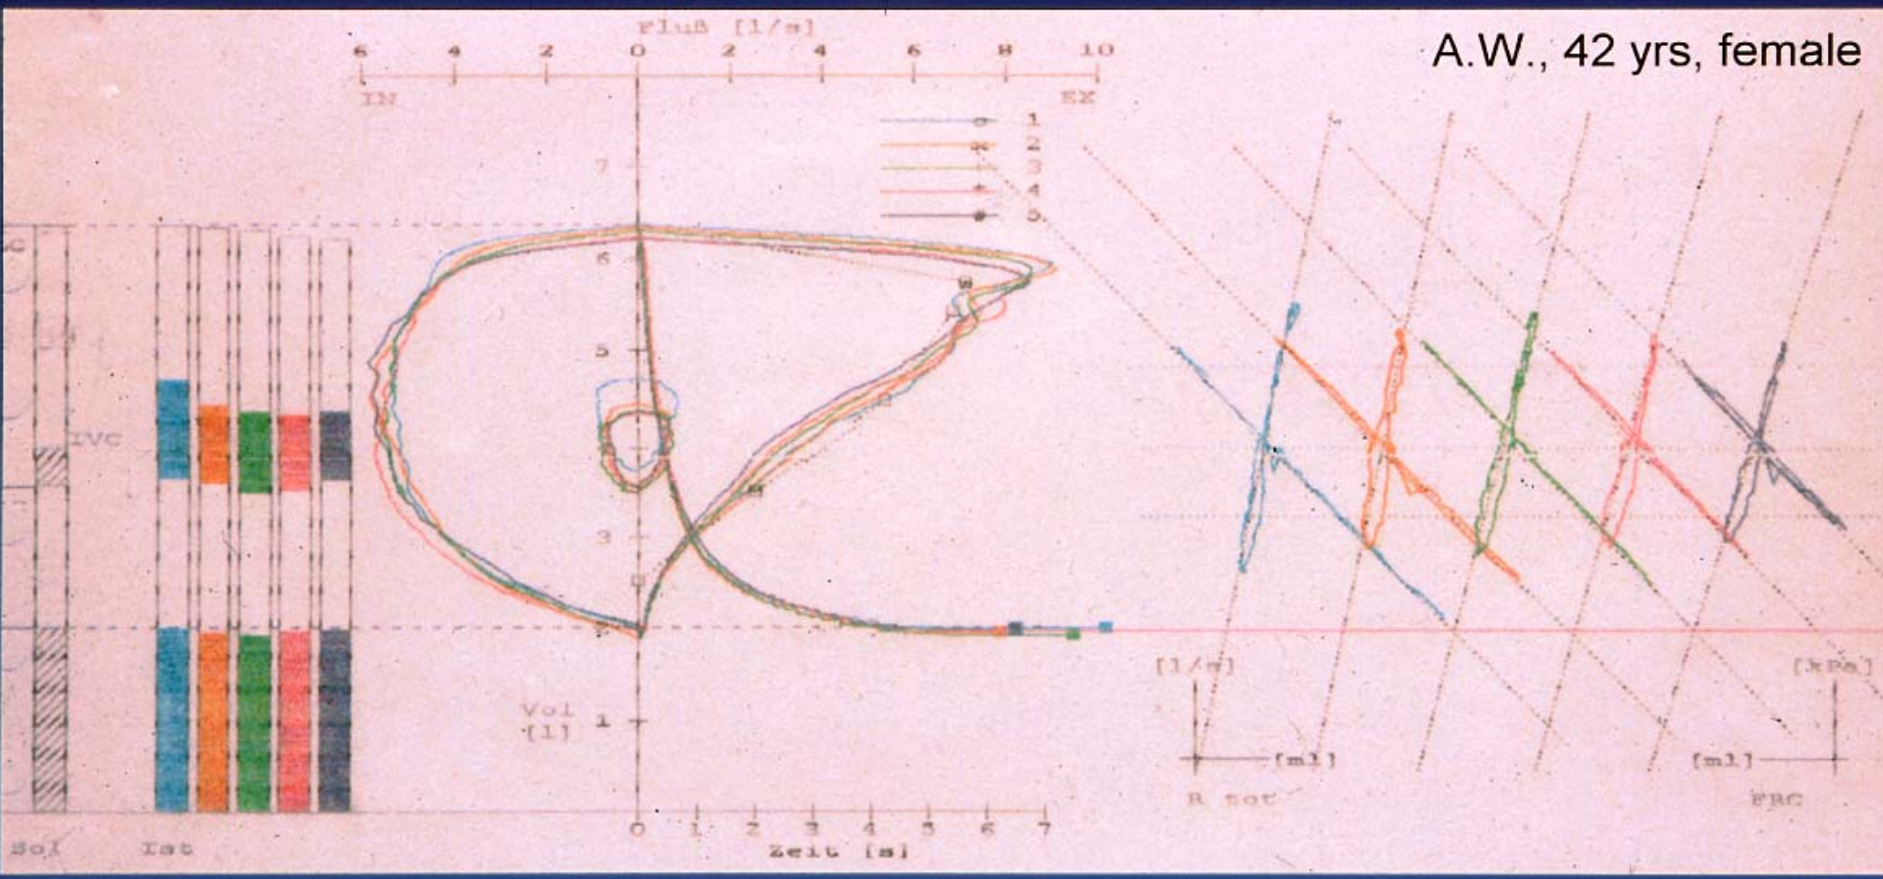 Fluß [l/s]
A.W., 42 yrs, female
6 4 2 0 2 4 6 8 10
IN EX
1
2
3
4
5
7
6
5
IVC
3
[l/s] [kPa]
Vol
[l] 1
[ml] [ml]
R tot FRC
0 1 2 3 4 5 6 7
Sol Ist Zeit [s]